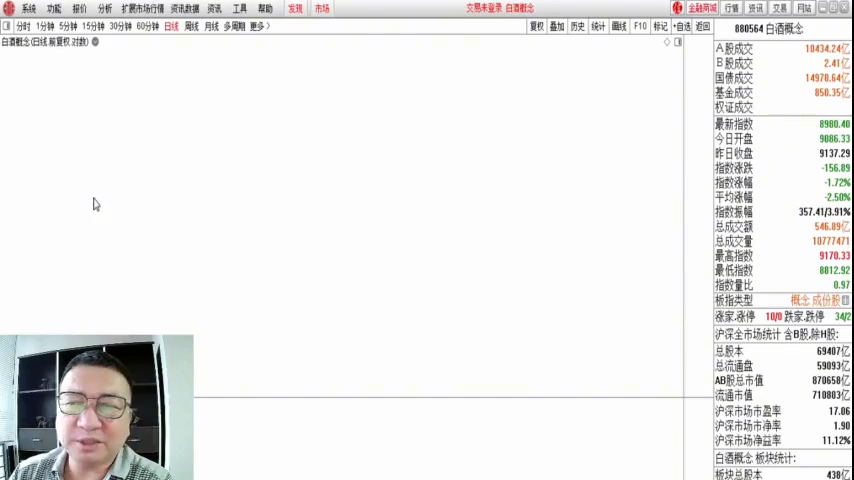 系统 功能 报价 分析 扩展市场行情 资讯数据 资讯 工具 帮助 发现 市场 交易未登录 白酒概念 金融商城 行情 资讯 交易 网站
分时 1分钟 5分钟 15分钟 30分钟 60分钟 日线 周线 月线 多周期 更多> 复权 叠加 历史 统计 画线 F10 标记 +自选 返回
880564 白酒概念
白酒概念(日线.前复权.对数)
A股成交 10434.24亿
B股成交 2.41亿
国债成交 14978.64亿
基金成交 850.35亿
权证成交
最新指数 8980.40
今日开盘 9086.33
昨日收盘 9137.29
指数涨跌 -156.89
指数涨幅 -1.72%
平均涨幅 -2.50%
指数振幅 357.41/3.91%
总成交额 546.89亿
总成交量 10777471
最高指数 9170.33
最低指数 8812.92
指数量比 0.97
板指类型 概念 成份股
涨家.涨停 10/0 跌家.跌停 34/2
沪深全市场统计 含B股,除H股:
总股本 69407亿
总流通盘 59093亿
AB股总市值 870658亿
流通市值 710803亿
沪深市场市盈率 17.06
沪深市场市净率 1.90
沪深市场净益率 11.12%
白酒概念 板块统计:
板块总股本 438亿